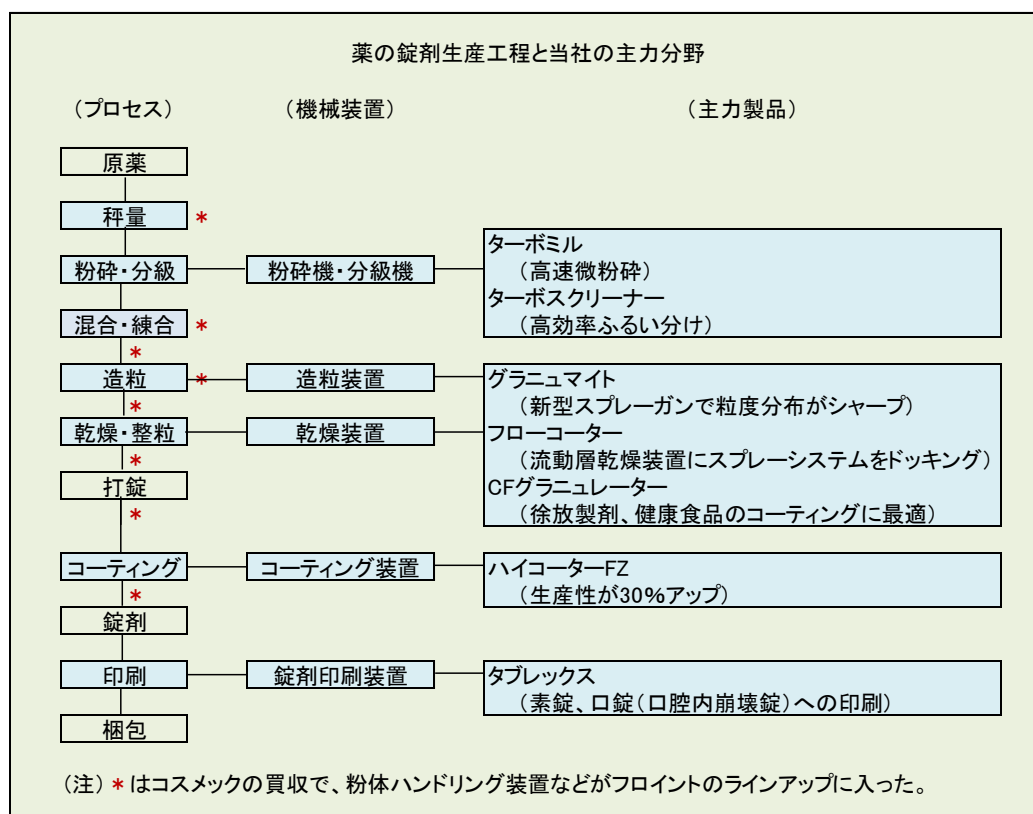 薬の錠剤生産工程と当社の主力分野
（プロセス） （機械装置） （主力製品）
原薬
秤量 *
粉砕・分級 粉砕機・分級機 ターボミル
（高速微粉砕）
ターボスクリーナー
（高効率ふるい分け）
混合・練合 *
*
造粒 * 造粒装置 グラニュマイト
* （新型スプレーガンで粒度分布がシャープ）
乾燥・整粒 乾燥装置 フローコーター
* （流動層乾燥装置にスプレーシステムをドッキング）
打錠 CFグラニュレーター
* （徐放製剤、健康食品のコーティングに最適）
コーティング コーティング装置 ハイコーターFZ
* （生産性が30％アップ）
錠剤
印刷 錠剤印刷装置 タブレックス
（素錠、口錠（口腔内崩壊錠）への印刷）
梱包
（注） * はコスメックの買収で、粉体ハンドリング装置などがフロイントのラインアップに入った。